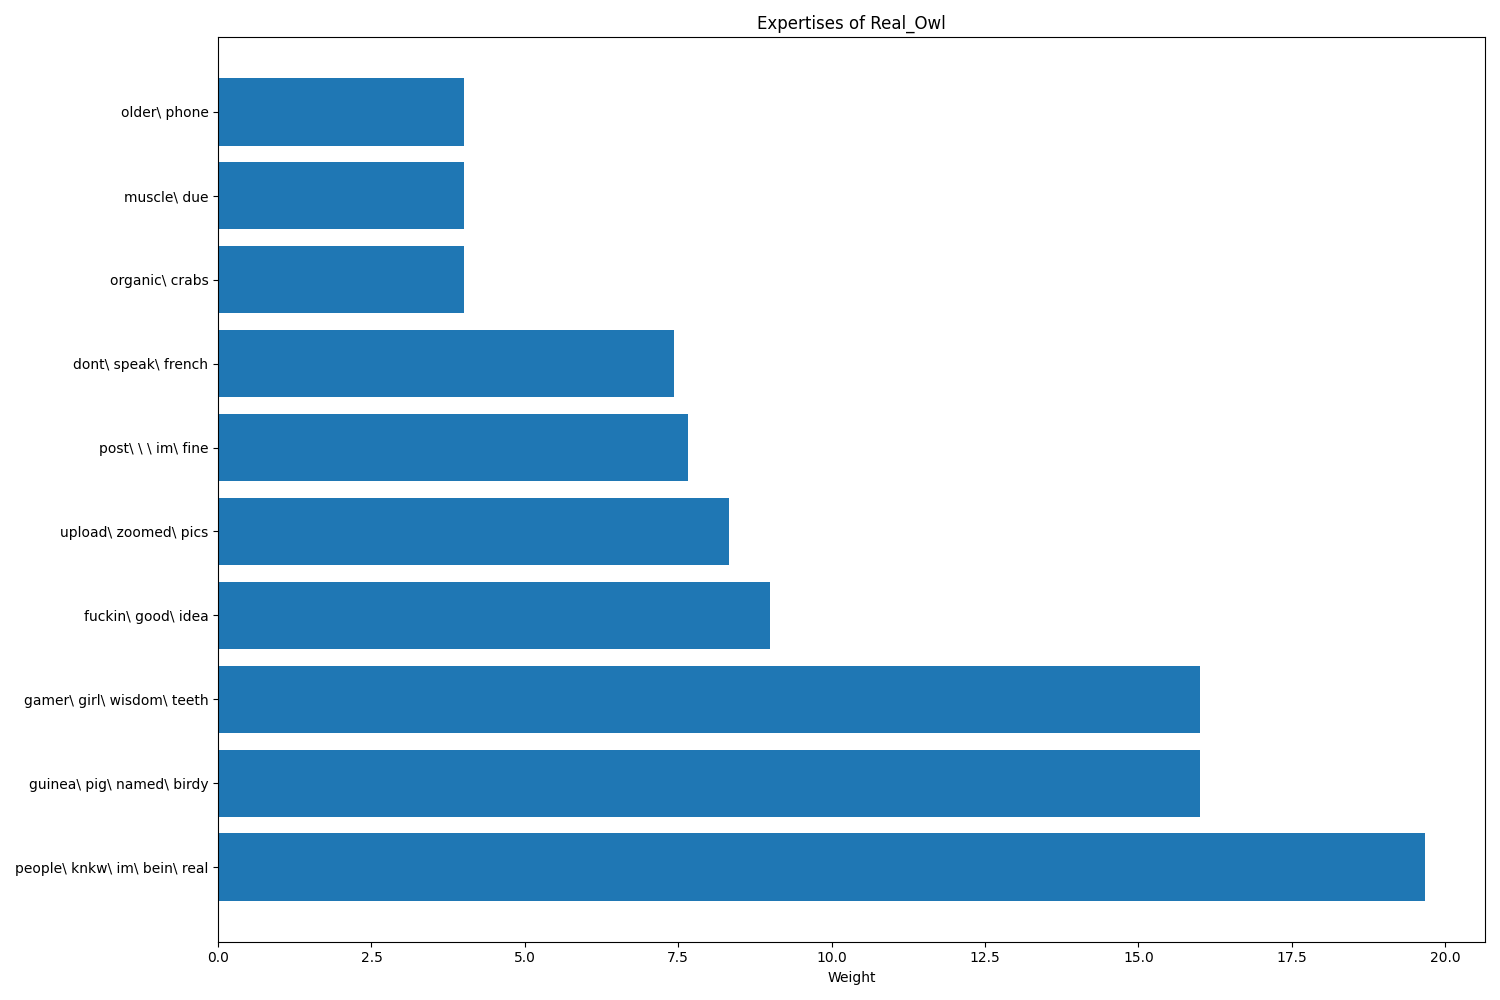 Expertises of Real_Owl
older\ phone
muscle\ due
organic\ crabs
dont\ speak\ french
post\ \ \ im\ fine
upload\ zoomed\ pics
fuckin\ good\ idea
gamer\ girl\ wisdom\ teeth
guinea\ pig\ named\ birdy
people\ knkw\ im\ bein\ real
0.0 2.5 5.0 7.5 10.0 12.5 15.0 17.5 20.0
Weight